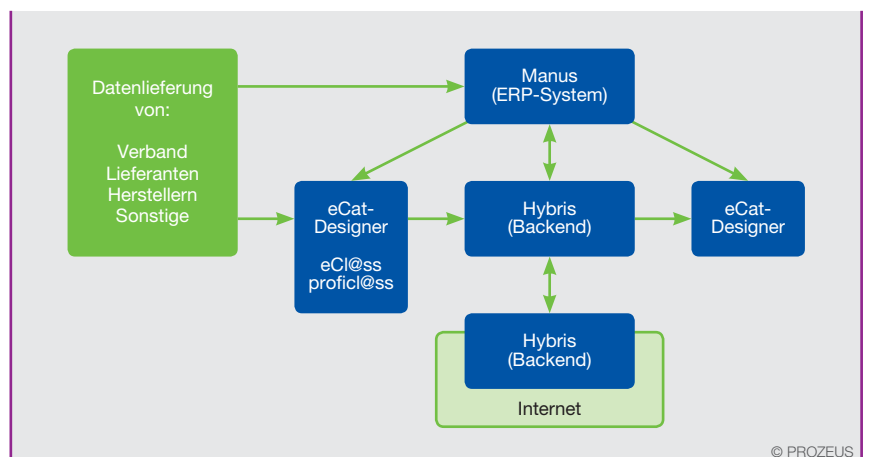 Datenlieferung
von:
Verband
Lieferanten
Herstellern
Sonstige
Manus
(ERP-System)
eCat-
Designer
eCl@ss
proficl@ss
Hybris
(Backend)
eCat-
Designer
Hybris
(Backend)
Internet
© PROZEUS